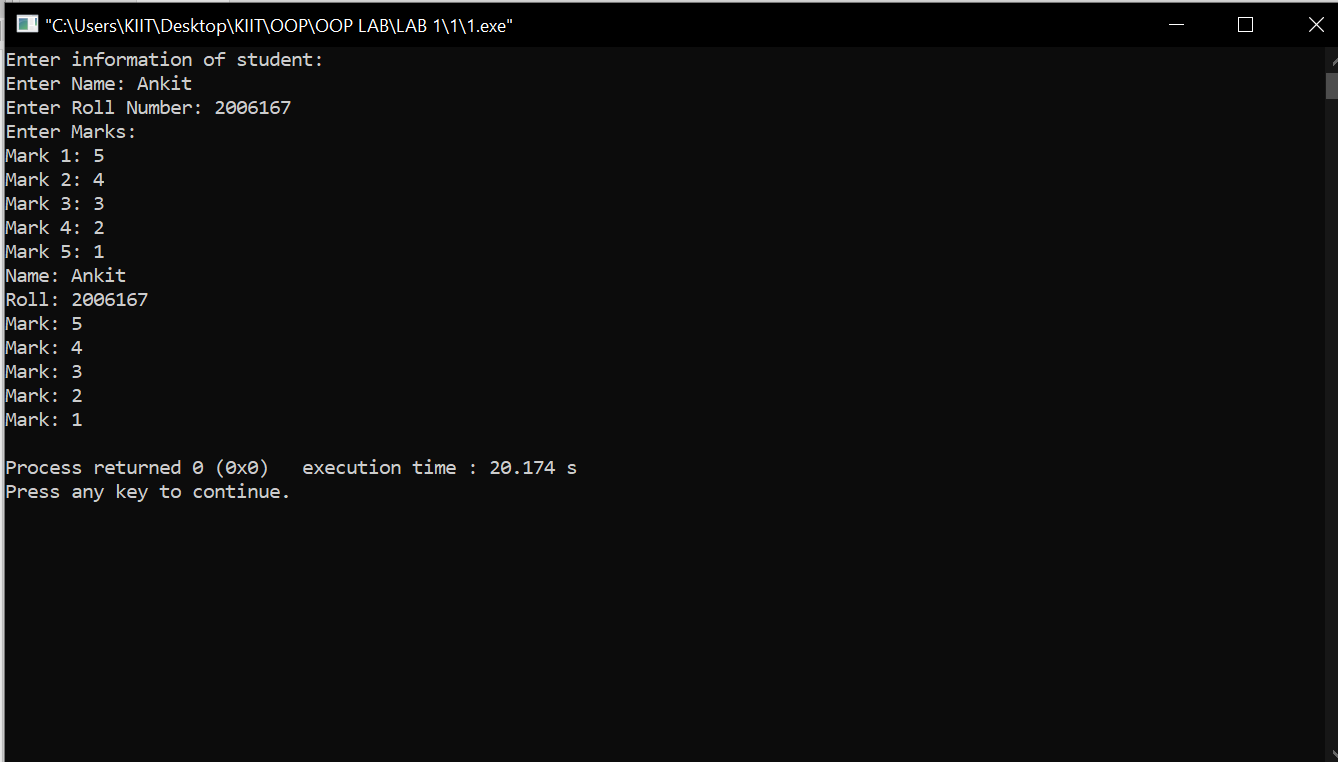 "C:\Users\KIIT\Desktop\KIIT\OOP\OOP LAB\LAB 1\1\1.exe"
Enter information of student:
Enter Name: Ankit
Enter Roll Number: 2006167
Enter Marks:
Mark 1: 5
Mark 2: 4
Mark 3: 3
Mark 4: 2
Mark 5: 1
Name: Ankit
Roll: 2006167
Mark: 5
Mark: 4
Mark: 3
Mark: 2
Mark: 1
Process returned 0 (0x0)   execution time : 20.174 s
Press any key to continue.